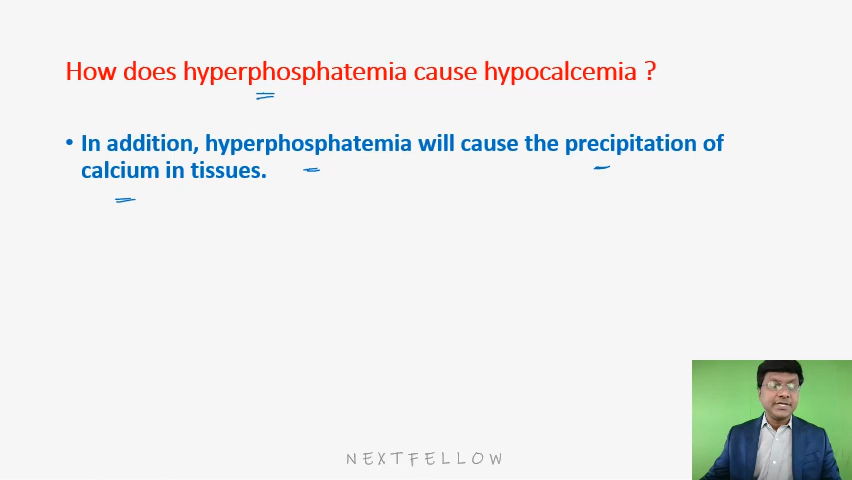 How does hyperphosphatemia cause hypocalcemia ?
• In addition, hyperphosphatemia will cause the precipitation of
calcium in tissues.
NEXTFELLOW